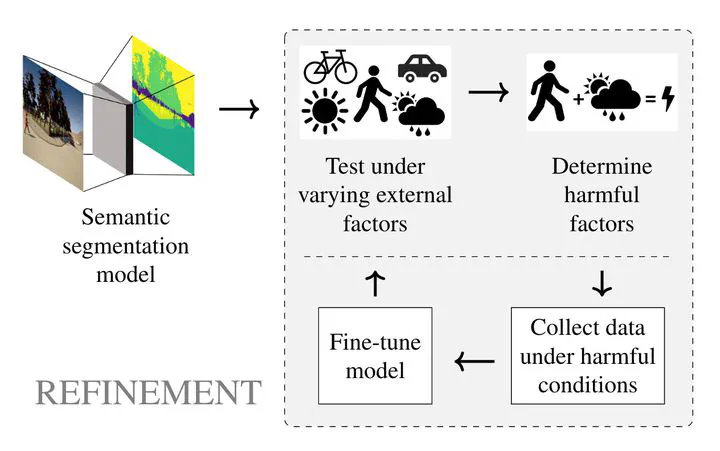 Semantic
segmentation
model
Test under
varying external
factors
+
=
Determine
harmful
factors
Collect data
under harmful
conditions
Fine-tune
model
REFINEMENT